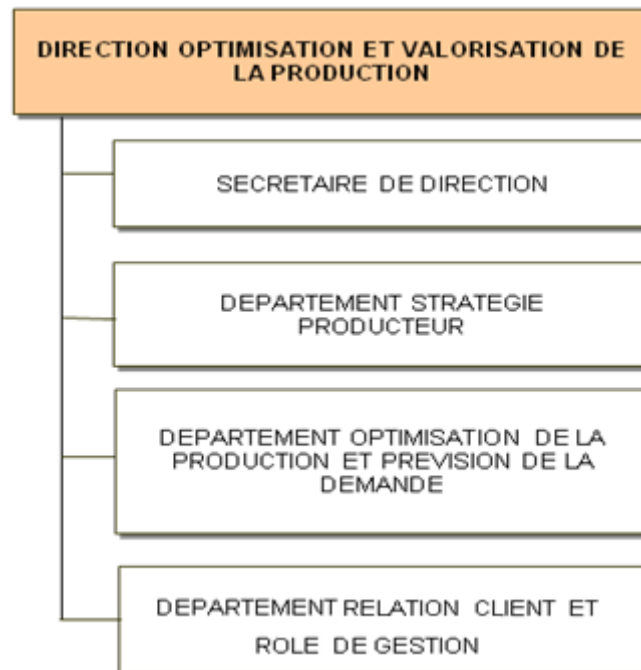 DIRECTION OPTIMISATION ET VALORISATION DE
LA PRODUCTION
SECRETAIRE DE DIRECTION
DEPARTEMENT STRATEGIE
PRODUCTEUR
DEPARTEMENT OPTIMISATION DE LA
PRODUCTION ET PREVISION DE LA
DEMANDE
DEPARTEMENT RELATION CLIENT ET
ROLE DE GESTION